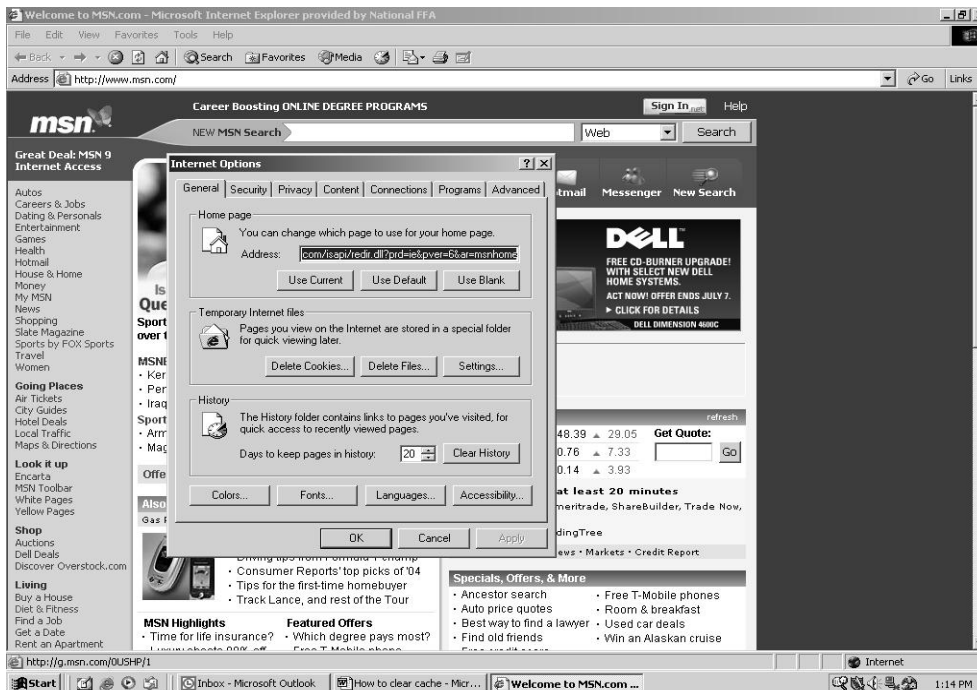 Welcome to MSN.com - Microsoft Internet Explorer provided by National FFA
File Edit View Favorites Tools Help
Back Search Favorites Media
Address http://www.msn.com/ Go Links
msn
Career Boosting ONLINE DEGREE PROGRAMS Sign In .net Help
NEW MSN Search Web Search
Great Deal: MSN 9
Internet Access
Autos
Careers & Jobs
Dating & Personals
Entertainment
Games
Health
Hotmail
House & Home
Money
My MSN
News
Shopping
Slate Magazine
Sports by FOX Sports
Travel
Women
Going Places
Air Tickets
City Guides
Hotel Deals
Local Traffic
Maps & Directions
Look it up
Encarta
MSN Toolbar
White Pages
Yellow Pages
Shop
Auctions
Dell Deals
Discover Overstock.com
Living
Buy a House
Diet & Fitness
Find a Job
Get a Date
Rent an Apartment
Internet Options
General Security Privacy Content Connections Programs Advanced
Home page
You can change which page to use for your home page.
Address: com/isapi/redir.dll?prd=ie&pver=6&ar=msnhome
Use Current Use Default Use Blank
Temporary Internet files
Pages you view on the Internet are stored in a special folder
for quick viewing later.
Delete Cookies... Delete Files... Settings...
History
The History folder contains links to pages you've visited, for
quick access to recently viewed pages.
Days to keep pages in history: 20 Clear History
Colors... Fonts... Languages... Accessibility...
OK Cancel Apply
Messenger New Search
DELL
FREE CD-BURNER UPGRADE!
WITH SELECT NEW DELL
HOME SYSTEMS.
ACT NOW! OFFER ENDS JULY 7.
CLICK FOR DETAILS
DELL DIMENSION 4600C
refresh
48.39 29.05 Get Quote:
0.76 7.33 Go
0.14 3.93
at least 20 minutes
ShareBuilder, Trade Now,
Markets • Credit Report
• Consumer Reports' top picks of '04
• Tips for the first-time homebuyer
• Track Lance, and rest of the Tour
MSN Highlights
• Time for life insurance?
Featured Offers
• Which degree pays most?
Specials, Offers, & More
• Ancestor search
• Auto price quotes
• Best way to find a lawyer
• Find old friends
• Free T-Mobile phones
• Room & breakfast
• Used car deals
• Win an Alaskan cruise
http://g.msn.com/0USHP/1 Internet
Start Inbox - Microsoft Outlook How to clear cache - Micr... Welcome to MSN.com ... 1:14 PM